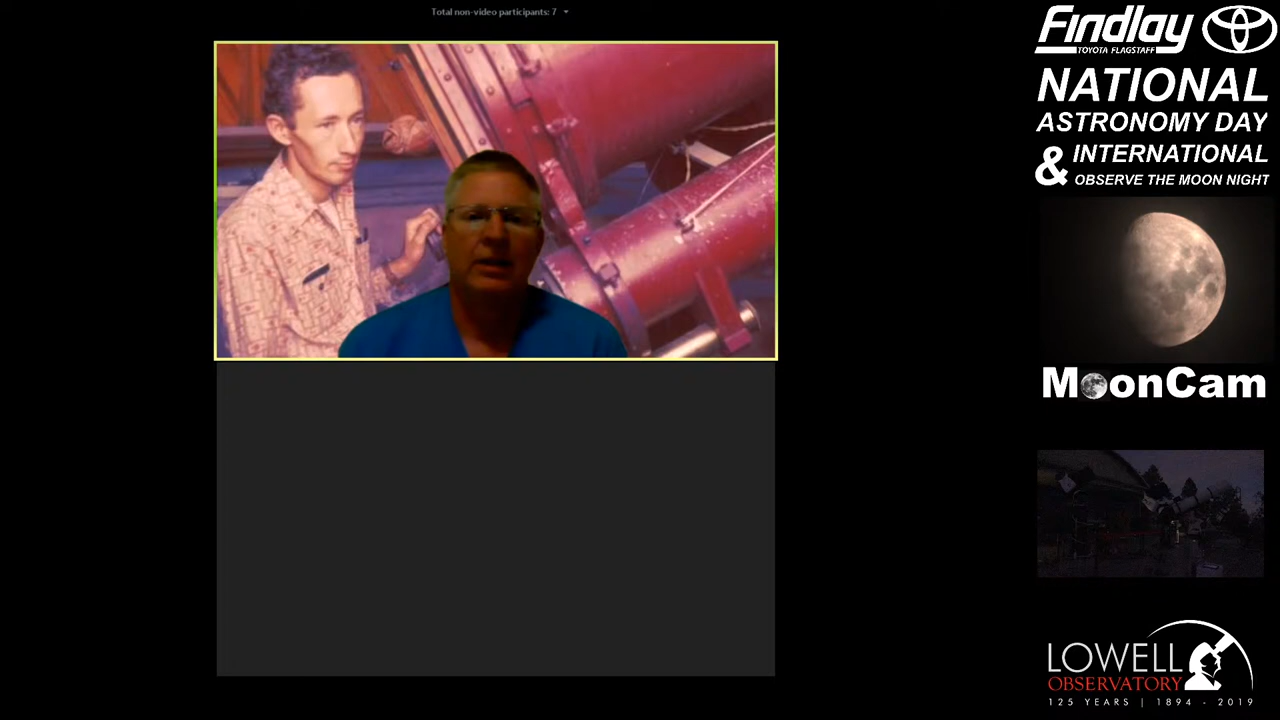 Total non-video participants: 7
Findlay
TOYOTA FLAGSTAFF
NATIONAL
ASTRONOMY DAY
& INTERNATIONAL
OBSERVE THE MOON NIGHT
MoonCam
LOWELL
OBSERVATORY
125 YEARS | 1894 - 2019